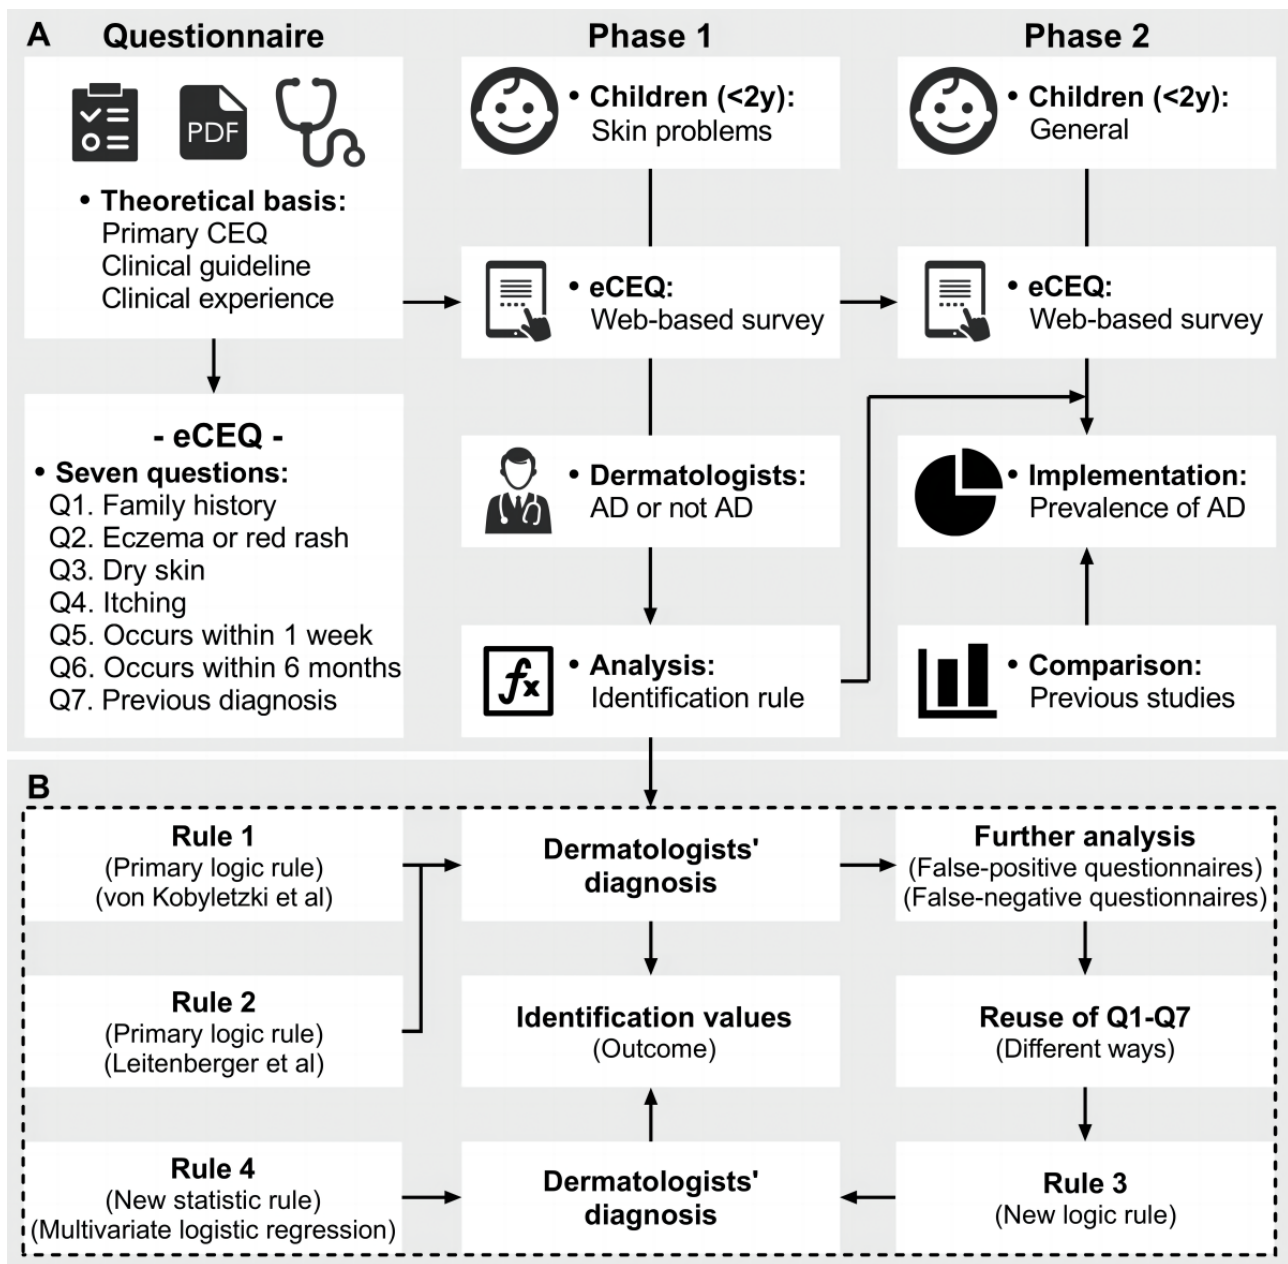 A
Questionnaire
PDF
• Theoretical basis:
Primary CEQ
Clinical guideline
Clinical experience
- eCEQ -
• Seven questions:
Q1. Family history
Q2. Eczema or red rash
Q3. Dry skin
Q4. Itching
Q5. Occurs within 1 week
Q6. Occurs within 6 months
Q7. Previous diagnosis
Phase 1
• Children (<2y):
Skin problems
• eCEQ:
Web-based survey
• Dermatologists:
AD or not AD
fx
• Analysis:
Identification rule
Phase 2
• Children (<2y):
General
• eCEQ:
Web-based survey
• Implementation:
Prevalence of AD
• Comparison:
Previous studies
B
Rule 1
(Primary logic rule)
(von Kobyletzki et al)
Dermatologists'
diagnosis
Further analysis
(False-positive questionnaires)
(False-negative questionnaires)
Rule 2
(Primary logic rule)
(Leitenberger et al)
Identification values
(Outcome)
Reuse of Q1-Q7
(Different ways)
Rule 4
(New statistic rule)
(Multivariate logistic regression)
Dermatologists'
diagnosis
Rule 3
(New logic rule)